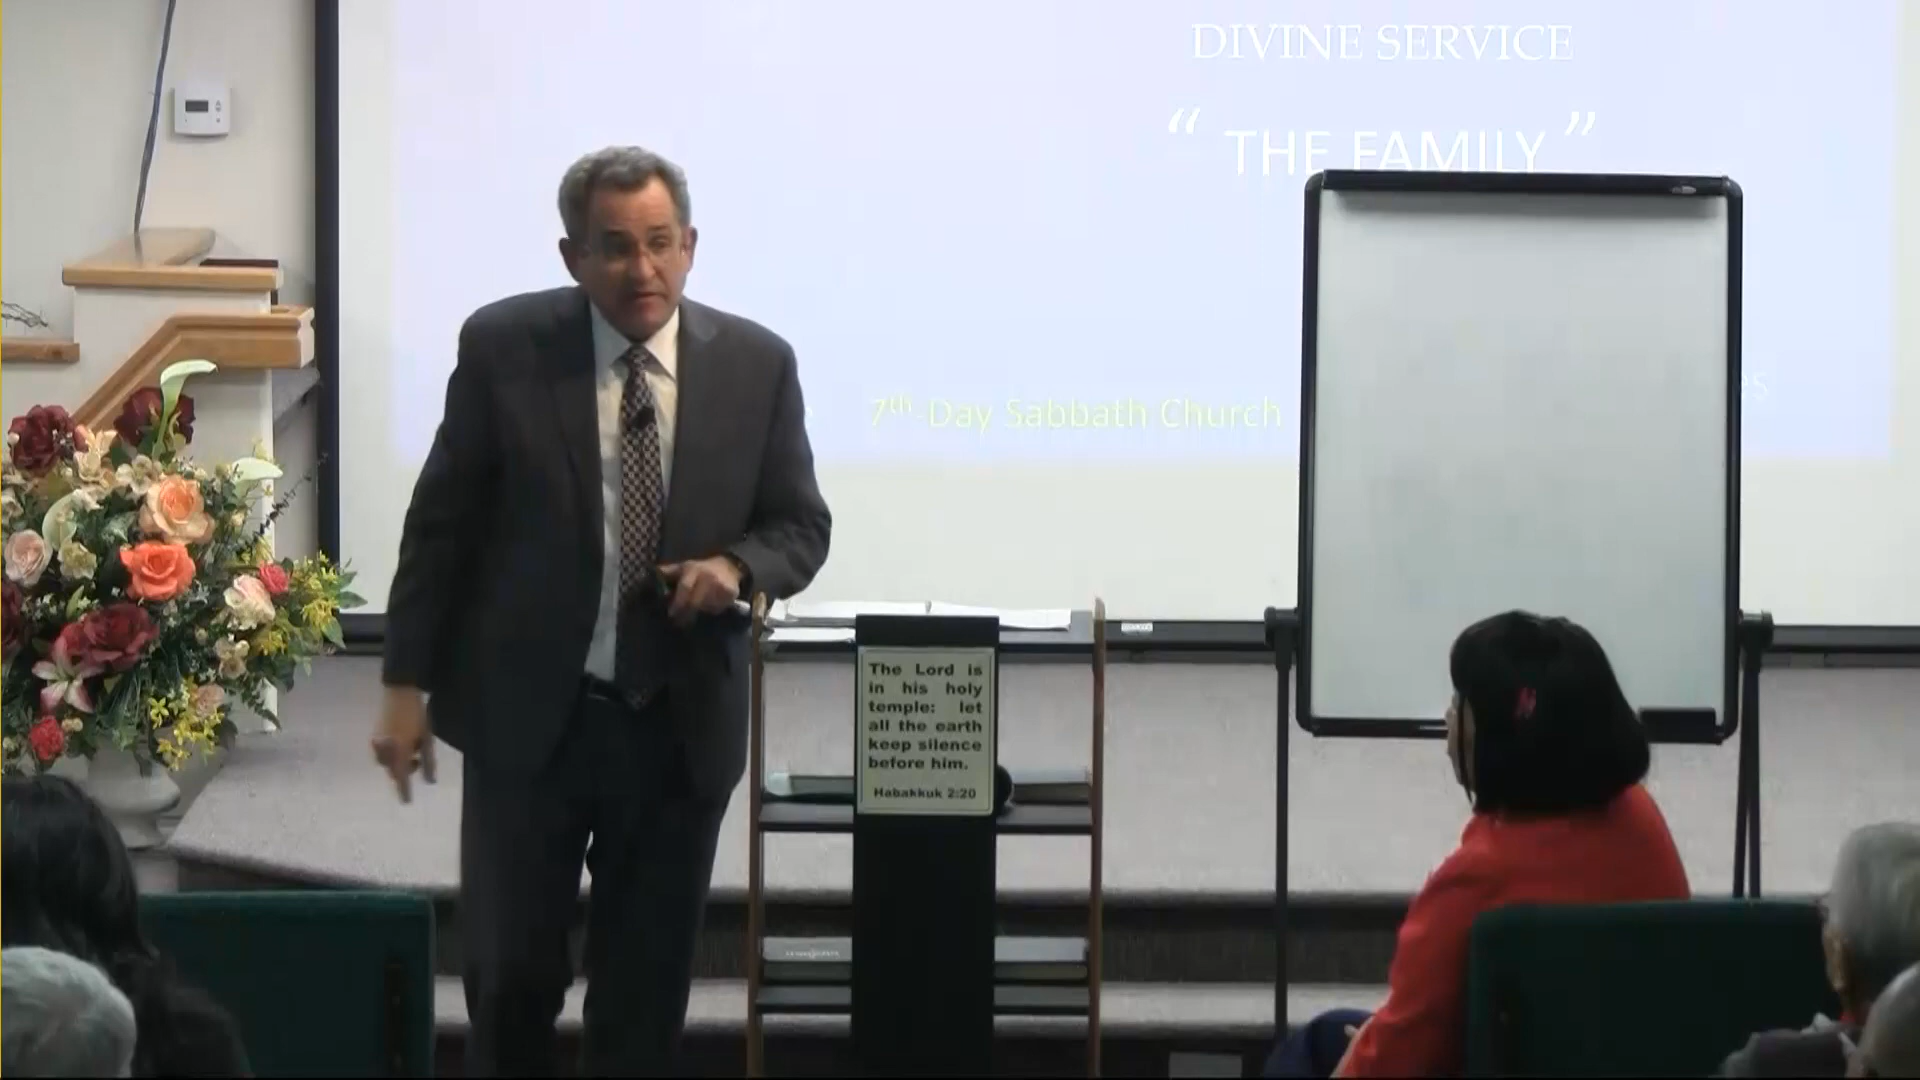 DIVINE SERVICE
“ THE FAMILY ”
7th-Day Sabbath Church
The Lord is
in his holy
temple: let
all the earth
keep silence
before him.
Habakkuk 2:20